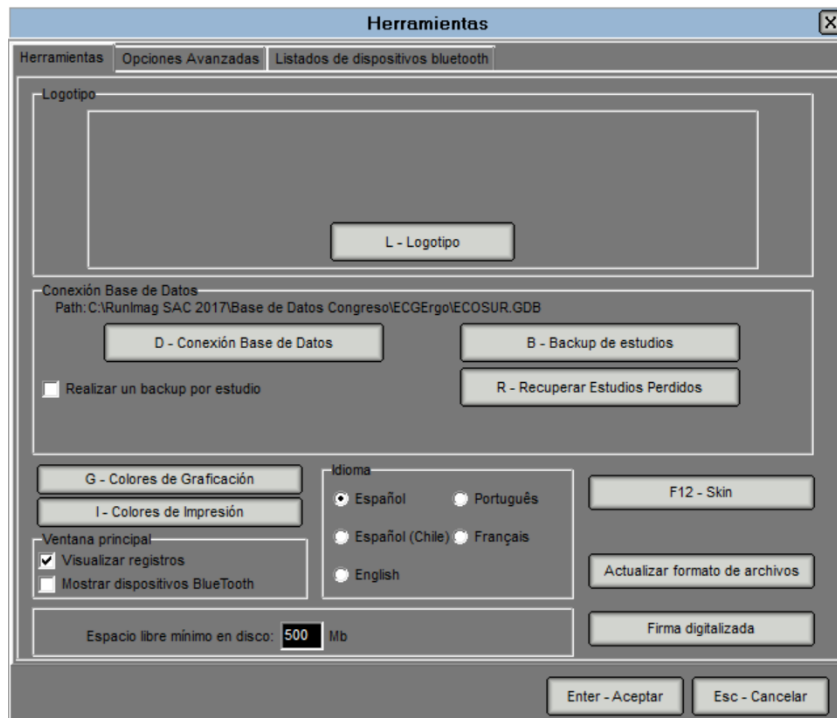 Herramientas
X
Herramientas
Opciones Avanzadas
Listados de dispositivos bluetooth
Logotipo
L - Logotipo
Conexión Base de Datos
Path: C:\RunImag SAC 2017\Base de Datos Congreso\ECGErgo\ECOSUR.GDB
D - Conexión Base de Datos
B - Backup de estudios
Realizar un backup por estudio
R - Recuperar Estudios Perdidos
G - Colores de Graficación
I - Colores de Impresión
Idioma
Español
Português
Español (Chile)
Français
English
F12 - Skin
Ventana principal
Visualizar registros
Mostrar dispositivos BlueTooth
Actualizar formato de archivos
Espacio libre mínimo en disco: 500 Mb
Firma digitalizada
Enter - Aceptar
Esc - Cancelar